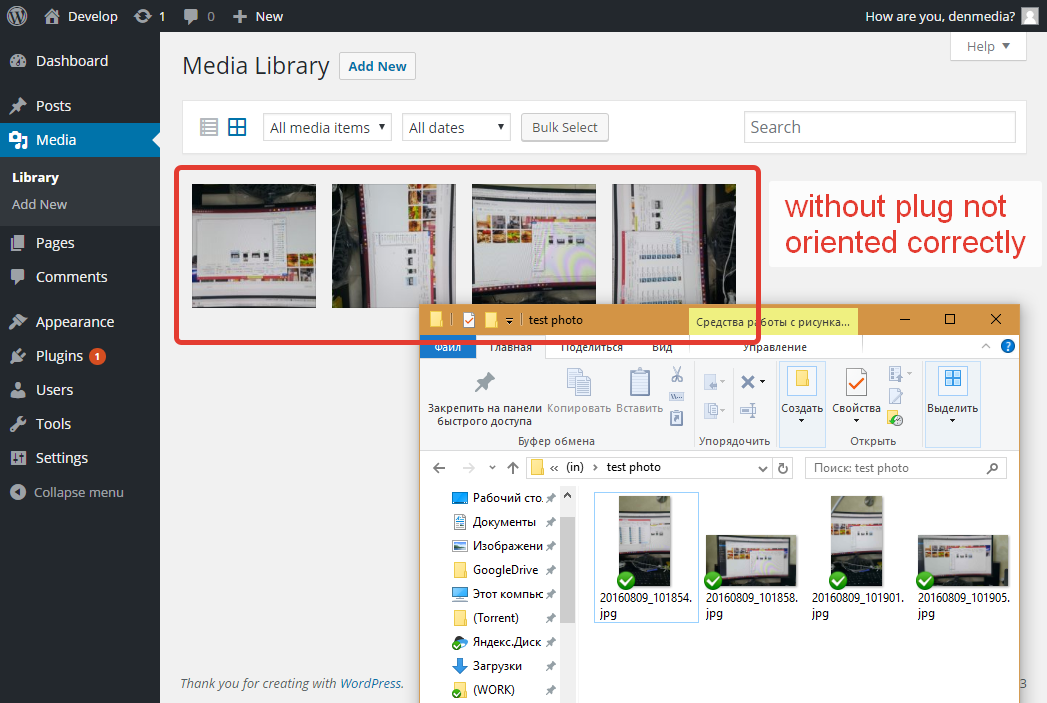 Develop 1 0 New How are you, denmedia?
Help
Dashboard
Posts
Media
Library
Add New
Pages
Comments
Appearance
Plugins 1
Users
Tools
Settings
Collapse menu
Media Library Add New
All media items All dates Bulk Select Search
without plug not
oriented correctly
test photo Средства работы с рисунка...
Файл Главная Поделиться Вид Управление
Закрепить на панели
быстрого доступа
Копировать Вставить
Буфер обмена
Упорядочить
Создать
Свойства
Открыть
Выделить
« (in) › test photo
Поиск: test photo
Рабочий сто.
Документы
Изображени
GoogleDrive
Этот компьк
(Torrent)
Яндекс.Диск
Загрузки
(WORK)
20160809_101854.
jpg
20160809_101858.
jpg
20160809_101901.
jpg
20160809_101905.
jpg
Thank you for creating with WordPress.
3